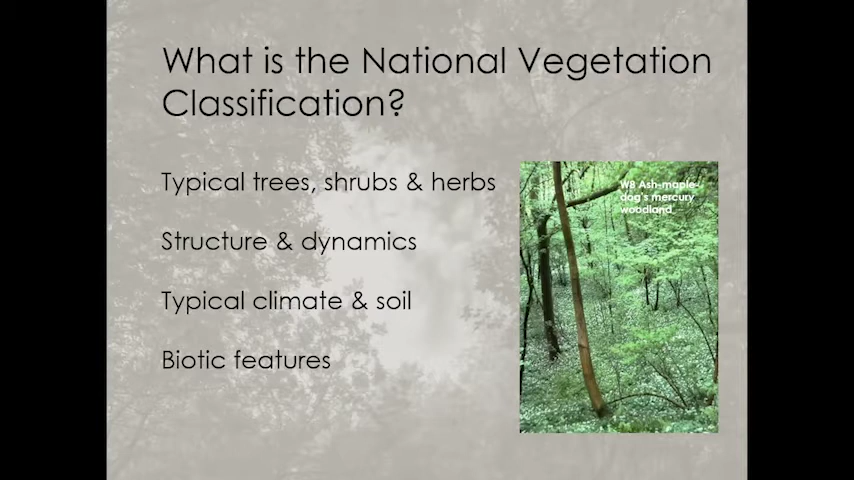 What is the National Vegetation
Classification?
Typical trees, shrubs & herbs
Structure & dynamics
Typical climate & soil
Biotic features
W8 Ash-maple-
dog's mercury
woodland